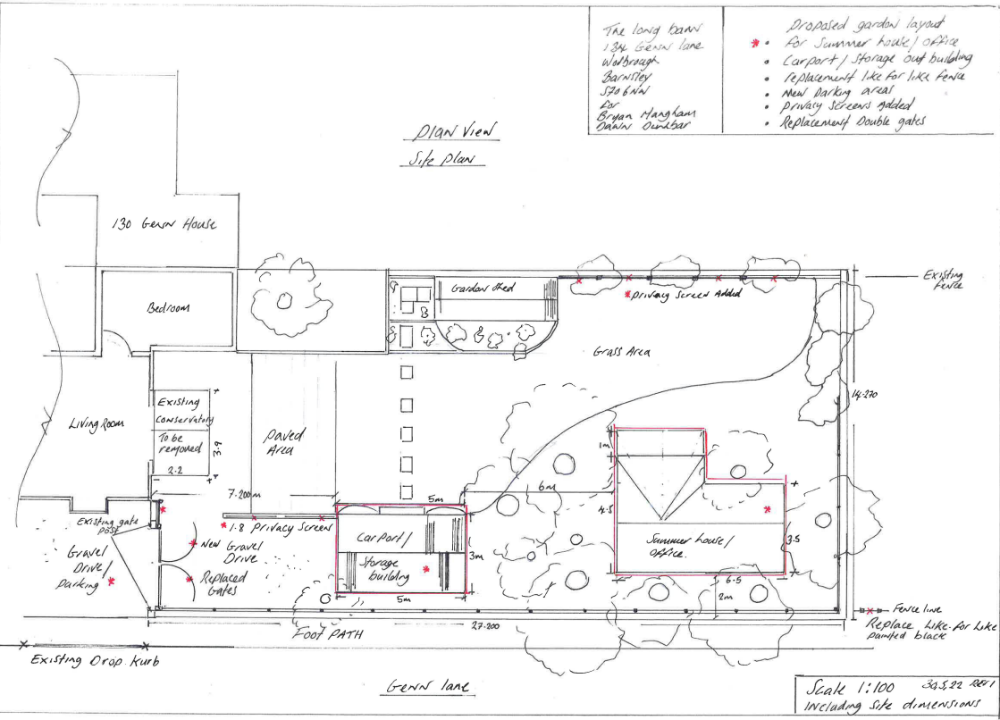 The long barn
134 Genn lane
Worbrough
Barnsley
S70 6NN
for
Bryan Mangham
Dawn Dunbar
Proposed garden layout
* • for Summer house / office
• Carport / Storage out building
• replacement like for like fence
• New Parking areas
• Privacy Screens Added
• Replacement Double gates
Plan View
Site Plan
130 Genn House
Bedroom
Garden Shed
* Privacy Screen Added
Existing
fence
Grass Area
14.270
Living Room
Existing
Conservatory
To be
removed
3.9
2.2
Paved
Area
7.200m
5m
6m
1m
4.5
Existing gate
post
* 1.8 Privacy Screen
New Gravel
Drive
Gravel
Drive/
Parking *
Replaced
Gates
Carport/
Storage
building
3m
5m
Summer house/
office.
3.5
6.5
2m
27.200
Foot PATH
Fence line
Replace Like-for Like
painted black
Existing Drop Kurb
Genn lane
Scale 1:100
Including Site dimensions